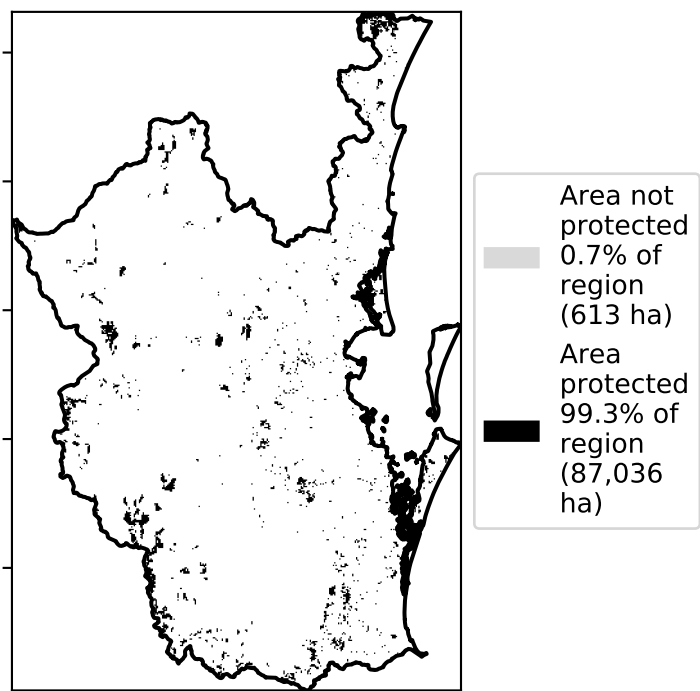 Area not
protected
0.7% of
region
(613 ha)
Area
protected
99.3% of
region
(87,036
ha)